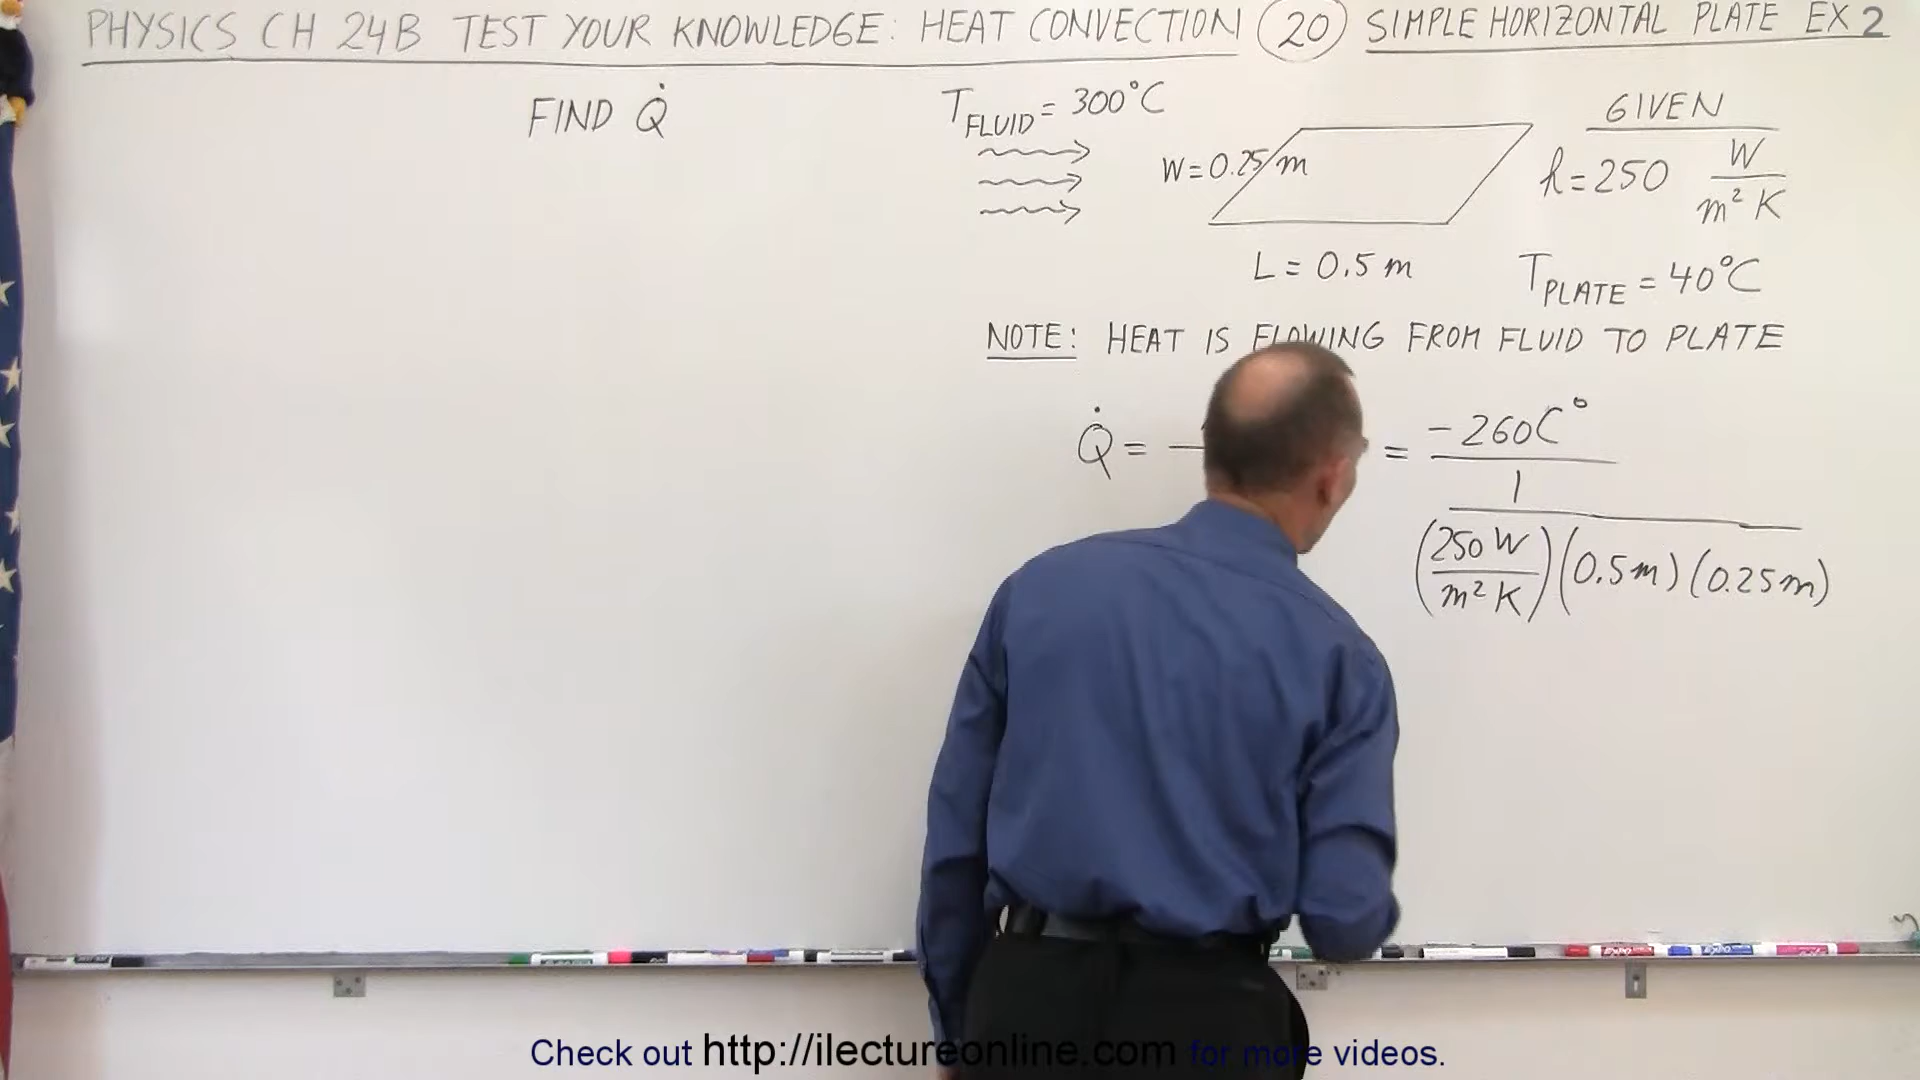 PHYSICS CH 24B TEST YOUR KNOWLEDGE: HEAT CONVECTION 20 SIMPLE HORIZONTAL PLATE EX 2
FIND Q̇
T_FLUID = 300°C
W = 0.25 m
L = 0.5 m
GIVEN
h = 250 W / m² K
T_PLATE = 40°C
NOTE: HEAT IS FLOWING FROM FLUID TO PLATE
Q̇ = — = -260C°
1
(250 W / m² K)(0.5m)(0.25m)
Check out http://ilectureonline.com for more videos.